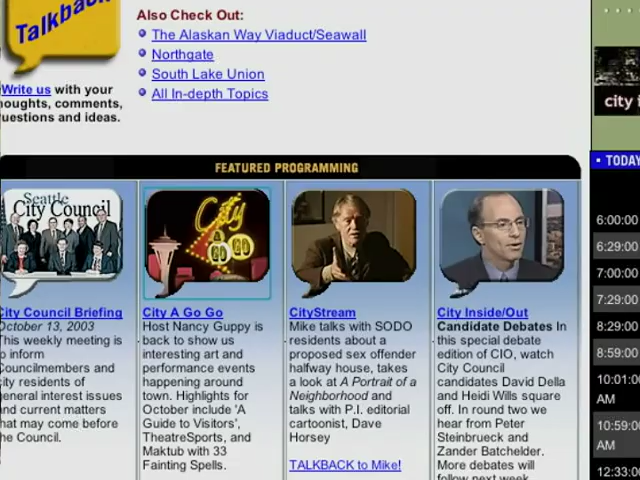 Talkback
Write us with your
thoughts, comments,
questions and ideas.
Also Check Out:
The Alaskan Way Viaduct/Seawall
Northgate
South Lake Union
All In-depth Topics
city i
TODAY
6:00:00
6:29:00
7:00:00
7:29:00
8:29:00
8:59:00
10:01:00
AM
10:59:00
AM
12:33:00
FEATURED PROGRAMMING
Seattle
City Council
City Council Briefing
October 13, 2003
This weekly meeting is
to inform
Councilmembers and
city residents of
general interest issues
and current matters
that may come before
the Council.
City
A GO GO
City A Go Go
Host Nancy Guppy is
back to show us
interesting art and
performance events
happening around
town. Highlights for
October include 'A
Guide to Visitors',
TheatreSports, and
Maktub with 33
Fainting Spells.
CityStream
Mike talks with SODO
residents about a
proposed sex offender
halfway house, takes
a look at A Portrait of a
Neighborhood and
talks with P.I. editorial
cartoonist, Dave
Horsey
TALKBACK to Mike!
City Inside/Out
Candidate Debates In
this special debate
edition of CIO, watch
City Council
candidates David Della
and Heidi Wills square
off. In round two we
hear from Peter
Steinbrueck and
Zander Batchelder.
More debates will
follow next week.